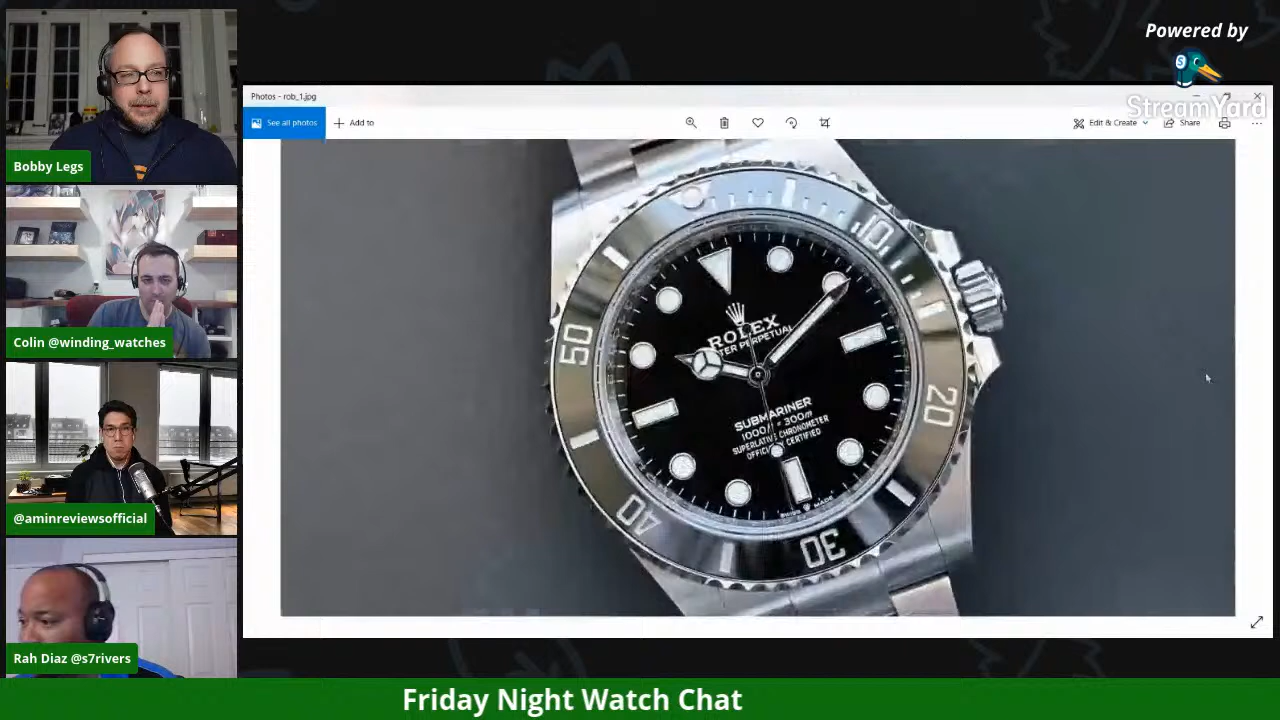 Powered by
StreamYard
Bobby Legs
Colin @winding_watches
@aminreviewsofficial
Rah Diaz @s7rivers
Photos - rob_1.jpg
See all photos
Add to
Edit & Create
Share
10
20
30
40
50
ROLEX
TER PERPETUAL
SUBMARINER
1000ft = 300m
SUPERLATIVE CHRONOMETER
CERTIFIED
MADE
Friday Night Watch Chat